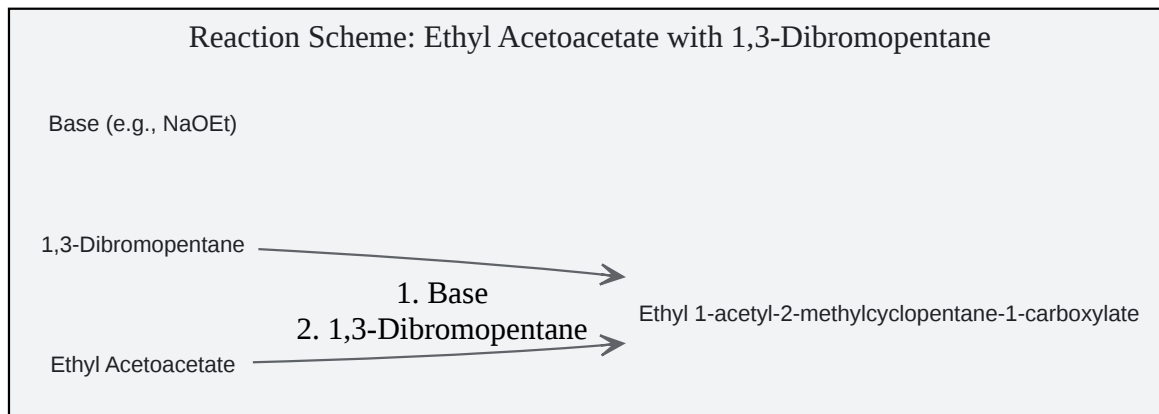 Reaction Scheme: Ethyl Acetoacetate with 1,3-Dibromopentane
Base (e.g., NaOEt)
1,3-Dibromopentane
1. Base
2. 1,3-Dibromopentane
Ethyl 1-acetyl-2-methylcyclopentane-1-carboxylate
Ethyl Acetoacetate